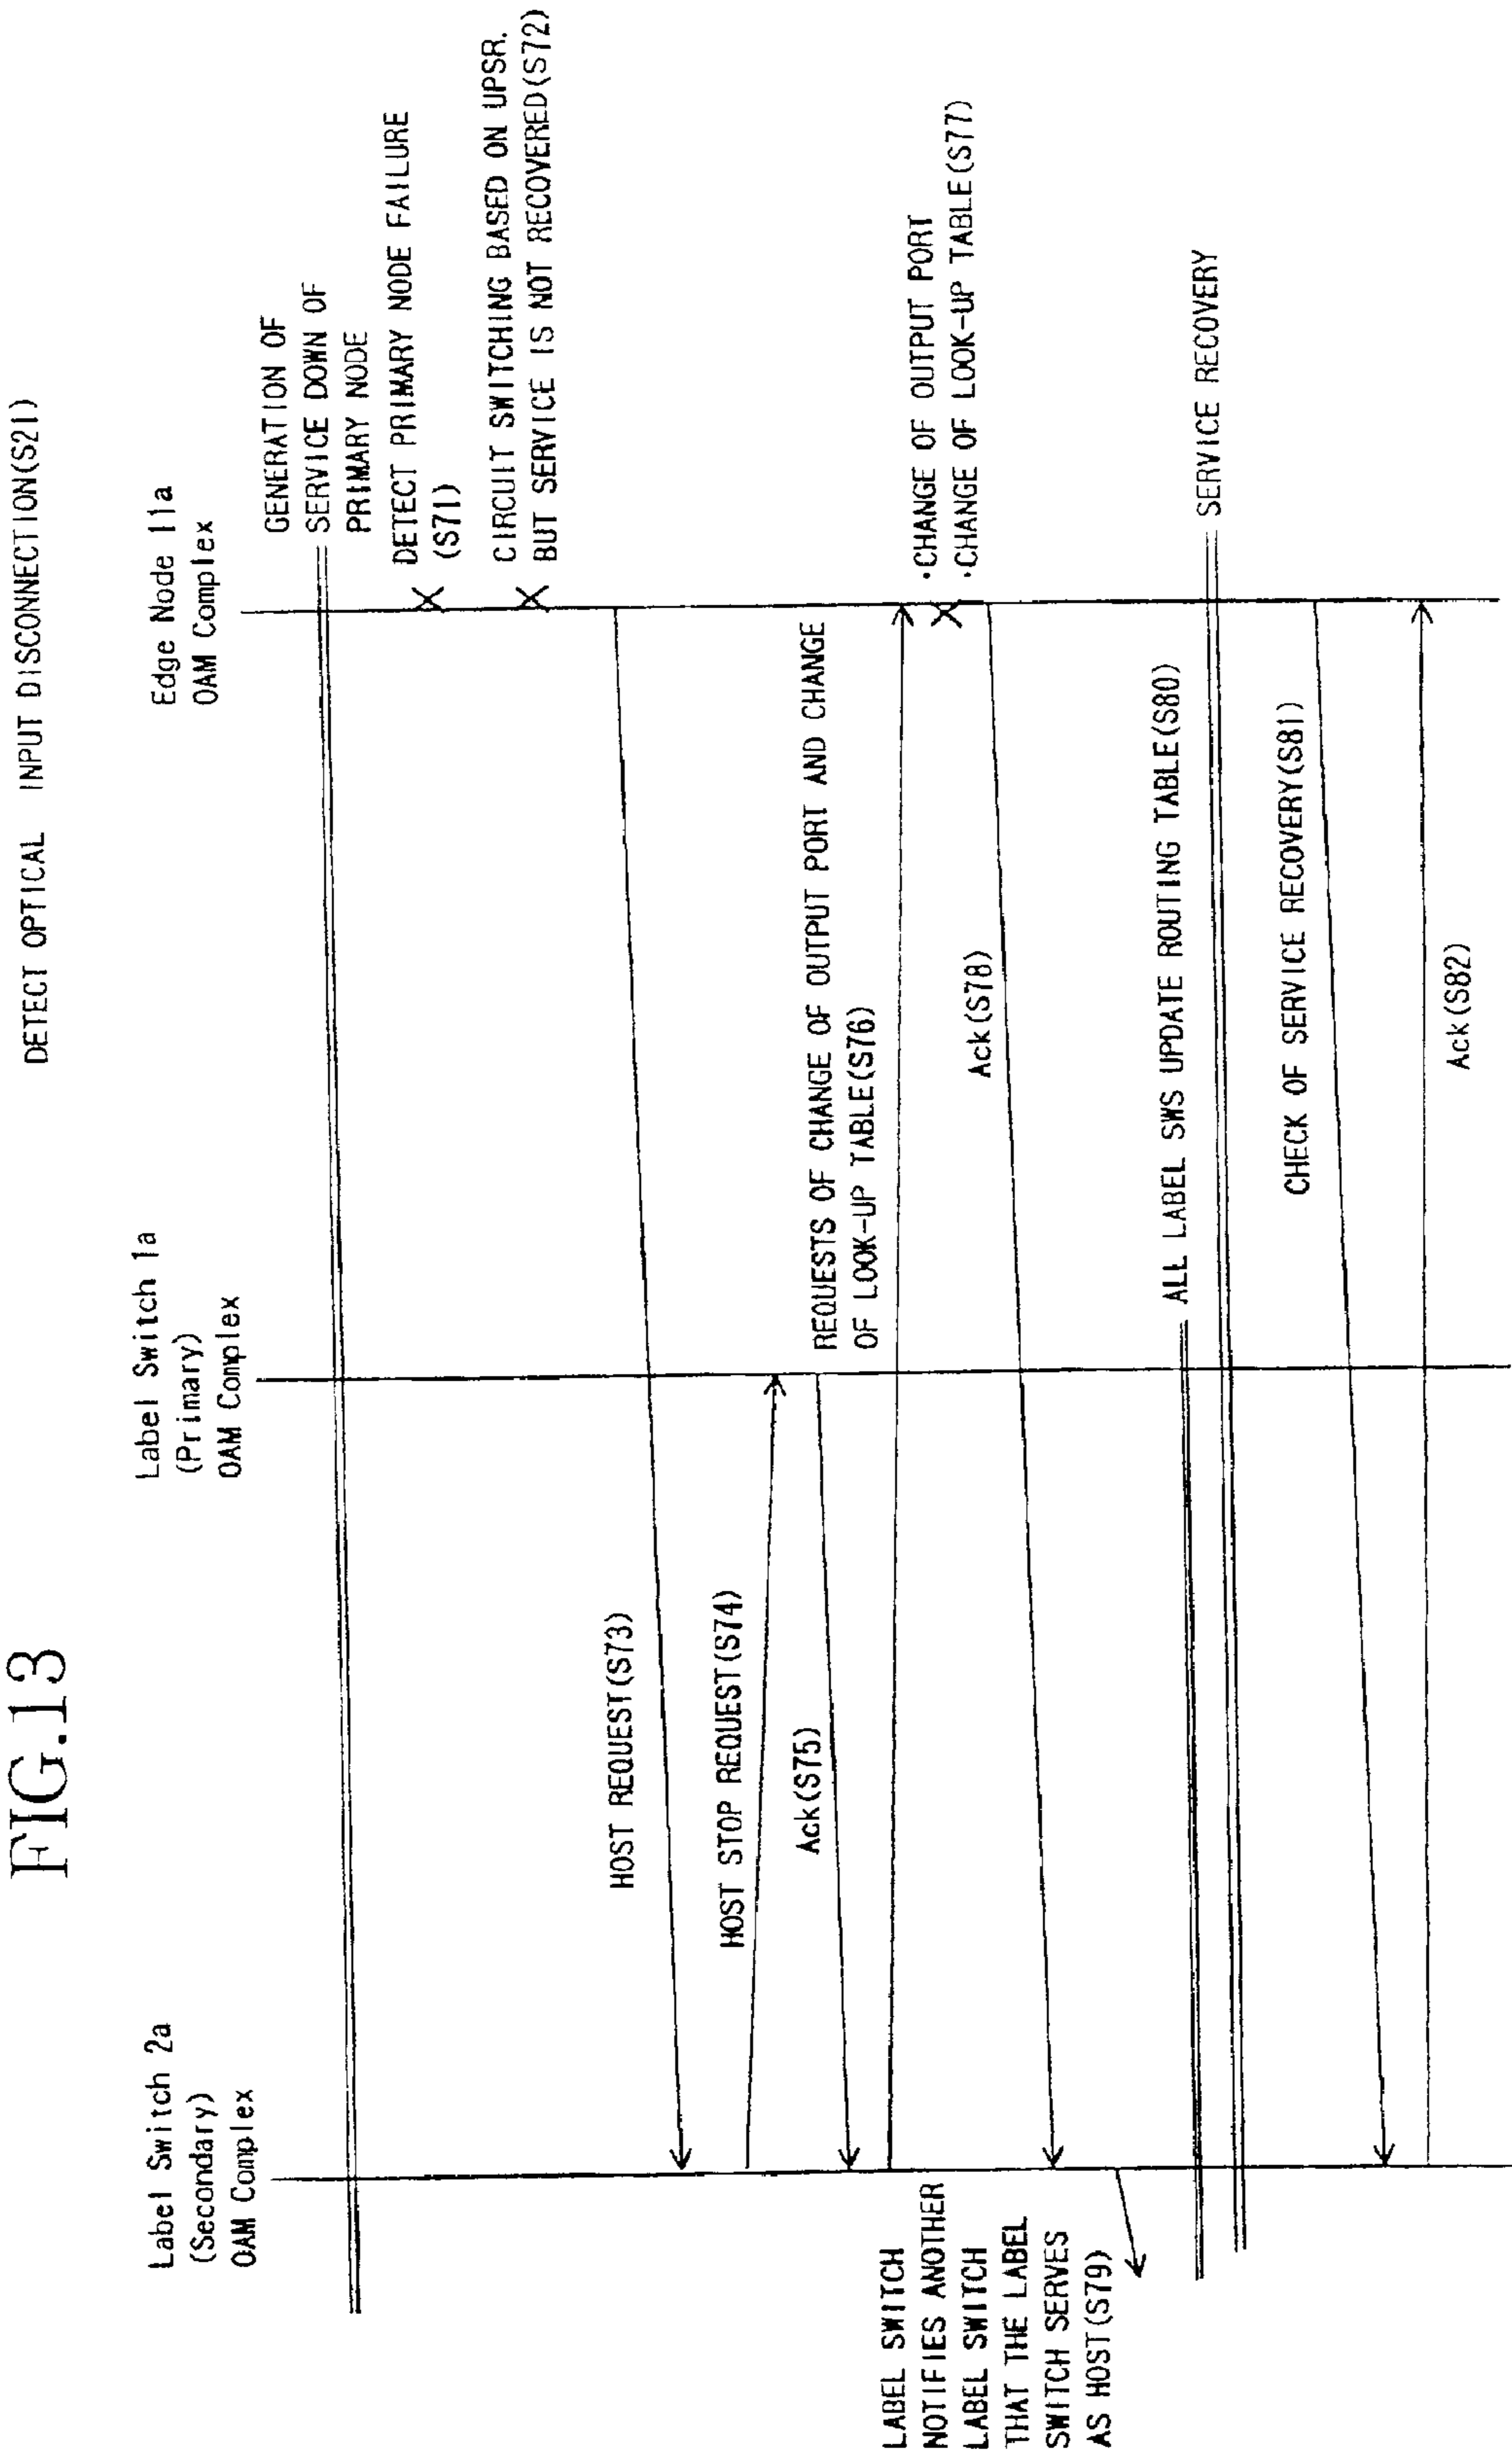 FIG.13
DETECT OPTICAL INPUT DISCONNECTION(S21)
Label Switch 2a
(Secondary)
OAM Complex
Label Switch 1a
(Primary)
OAM Complex
Edge Node 11a
OAM Complex
GENERATION OF
SERVICE DOWN OF
PRIMARY NODE
DETECT PRIMARY NODE FAILURE
(S71)
CIRCUIT SWITCHING BASED ON UPSR.
BUT SERVICE IS NOT RECOVERED(S72)
HOST REQUEST(S73)
HOST STOP REQUEST(S74)
Ack(S75)
REQUESTS OF CHANGE OF OUTPUT PORT AND CHANGE
OF LOOK-UP TABLE(S76)
·CHANGE OF OUTPUT PORT
·CHANGE OF LOOK-UP TABLE(S77)
Ack(S78)
LABEL SWITCH
NOTIFIES ANOTHER
LABEL SWITCH
THAT THE LABEL
SWITCH SERVES
AS HOST(S79)
ALL LABEL SWS UPDATE ROUTING TABLE(S80)
SERVICE RECOVERY
CHECK OF SERVICE RECOVERY(S81)
Ack(S82)